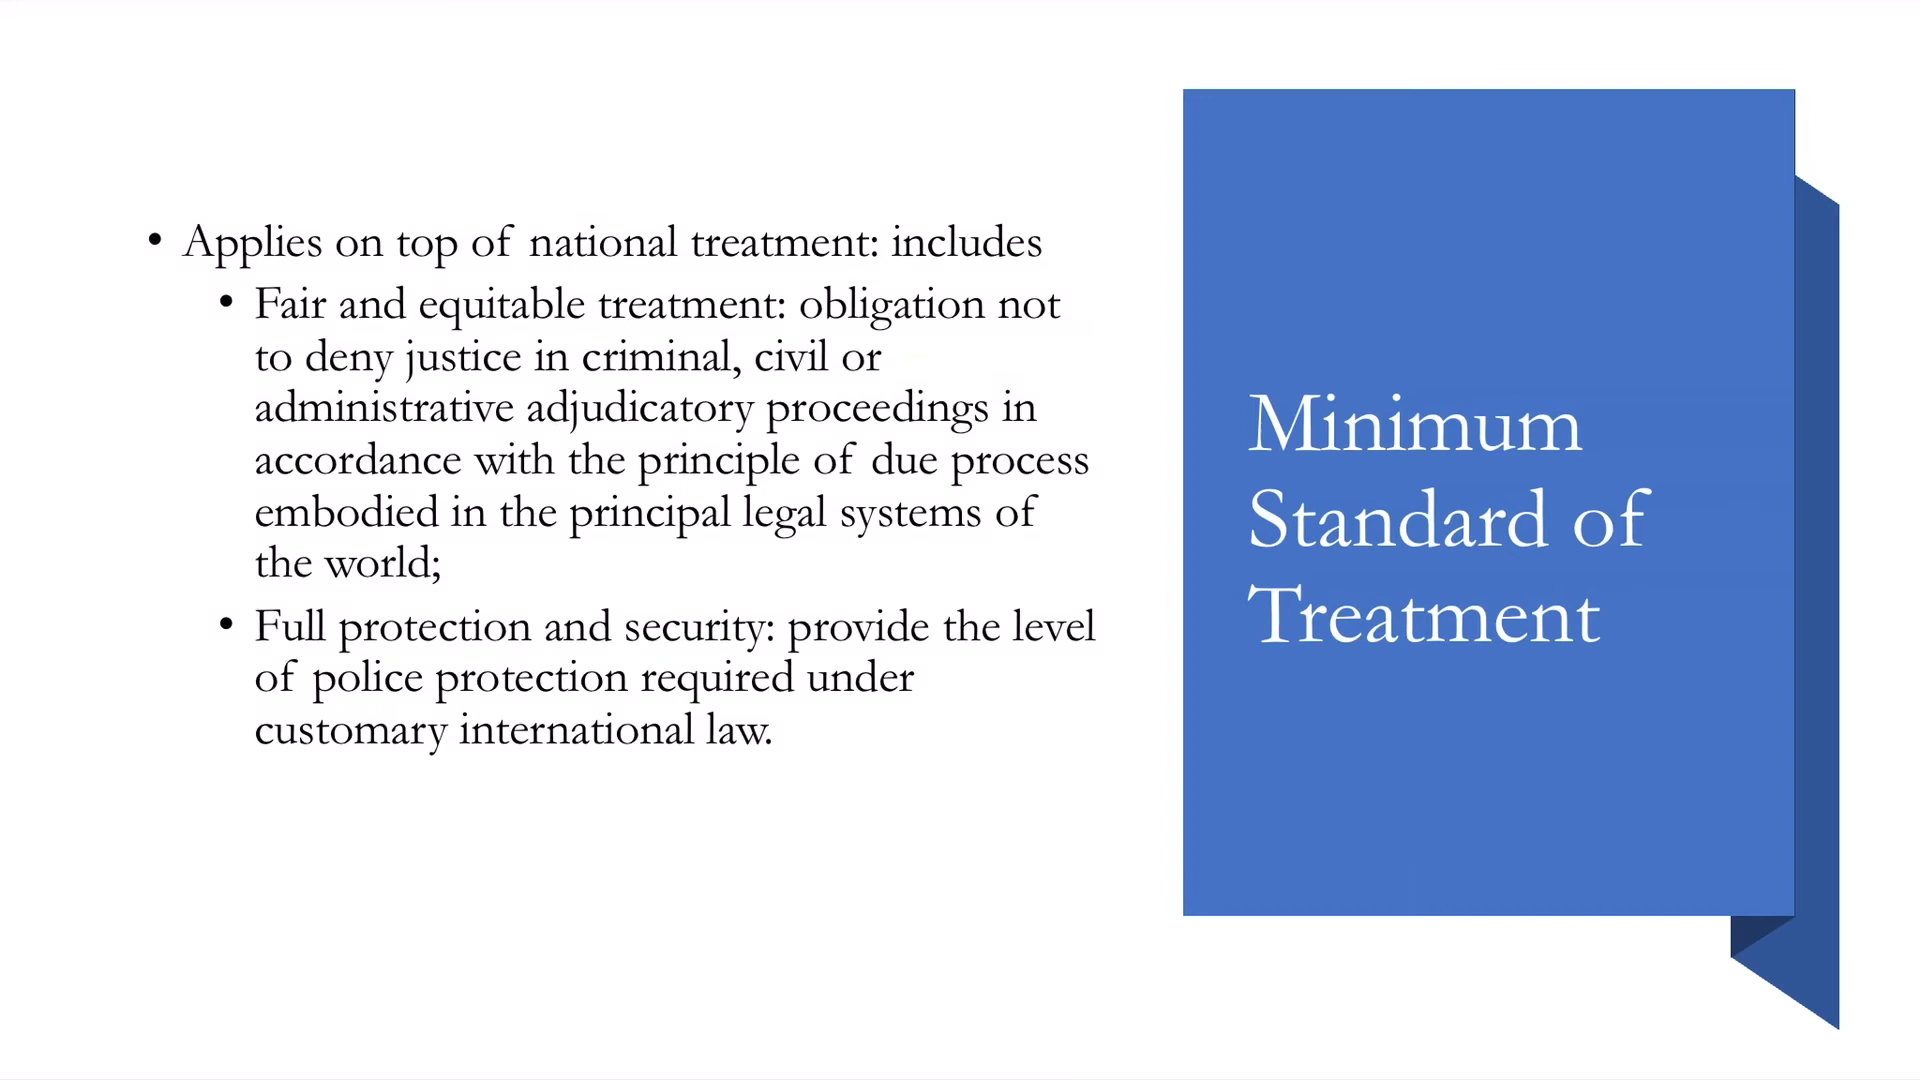 • Applies on top of national treatment: includes
• Fair and equitable treatment: obligation not
to deny justice in criminal, civil or
administrative adjudicatory proceedings in
accordance with the principle of due process
embodied in the principal legal systems of
the world;
• Full protection and security: provide the level
of police protection required under
customary international law.
Minimum
Standard of
Treatment